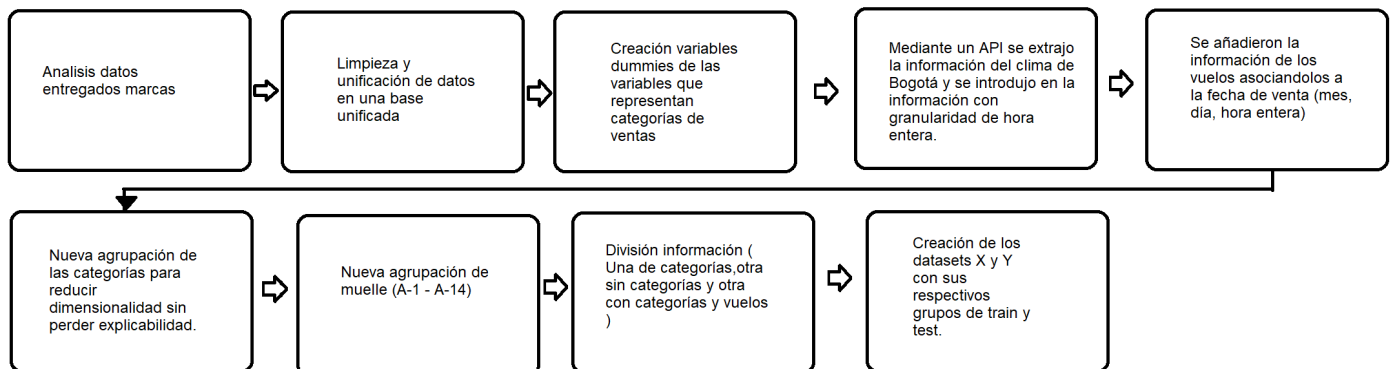 Analisis datos
entregados marcas
Limpieza y
unificación de datos
en una base
unificada
Creación variables
dummies de las
variables que
representan
categorías de
ventas
Mediante un API se extrajo
la información del clima de
Bogotá y se introdujo en la
información con
granularidad de hora
entera.
Se añadieron la
información de los
vuelos asociandolos a
la fecha de venta (mes,
día, hora entera)
Nueva agrupación de
las categorías para
reducir
dimensionalidad sin
perder explicabilidad.
Nueva agrupación de
muelle (A-1 - A-14)
División información (
Una de categorías,otra
sin categorías y otra
con categorías y vuelos
)
Creación de los
datasets X y Y
con sus
respectivos
grupos de train y
test.